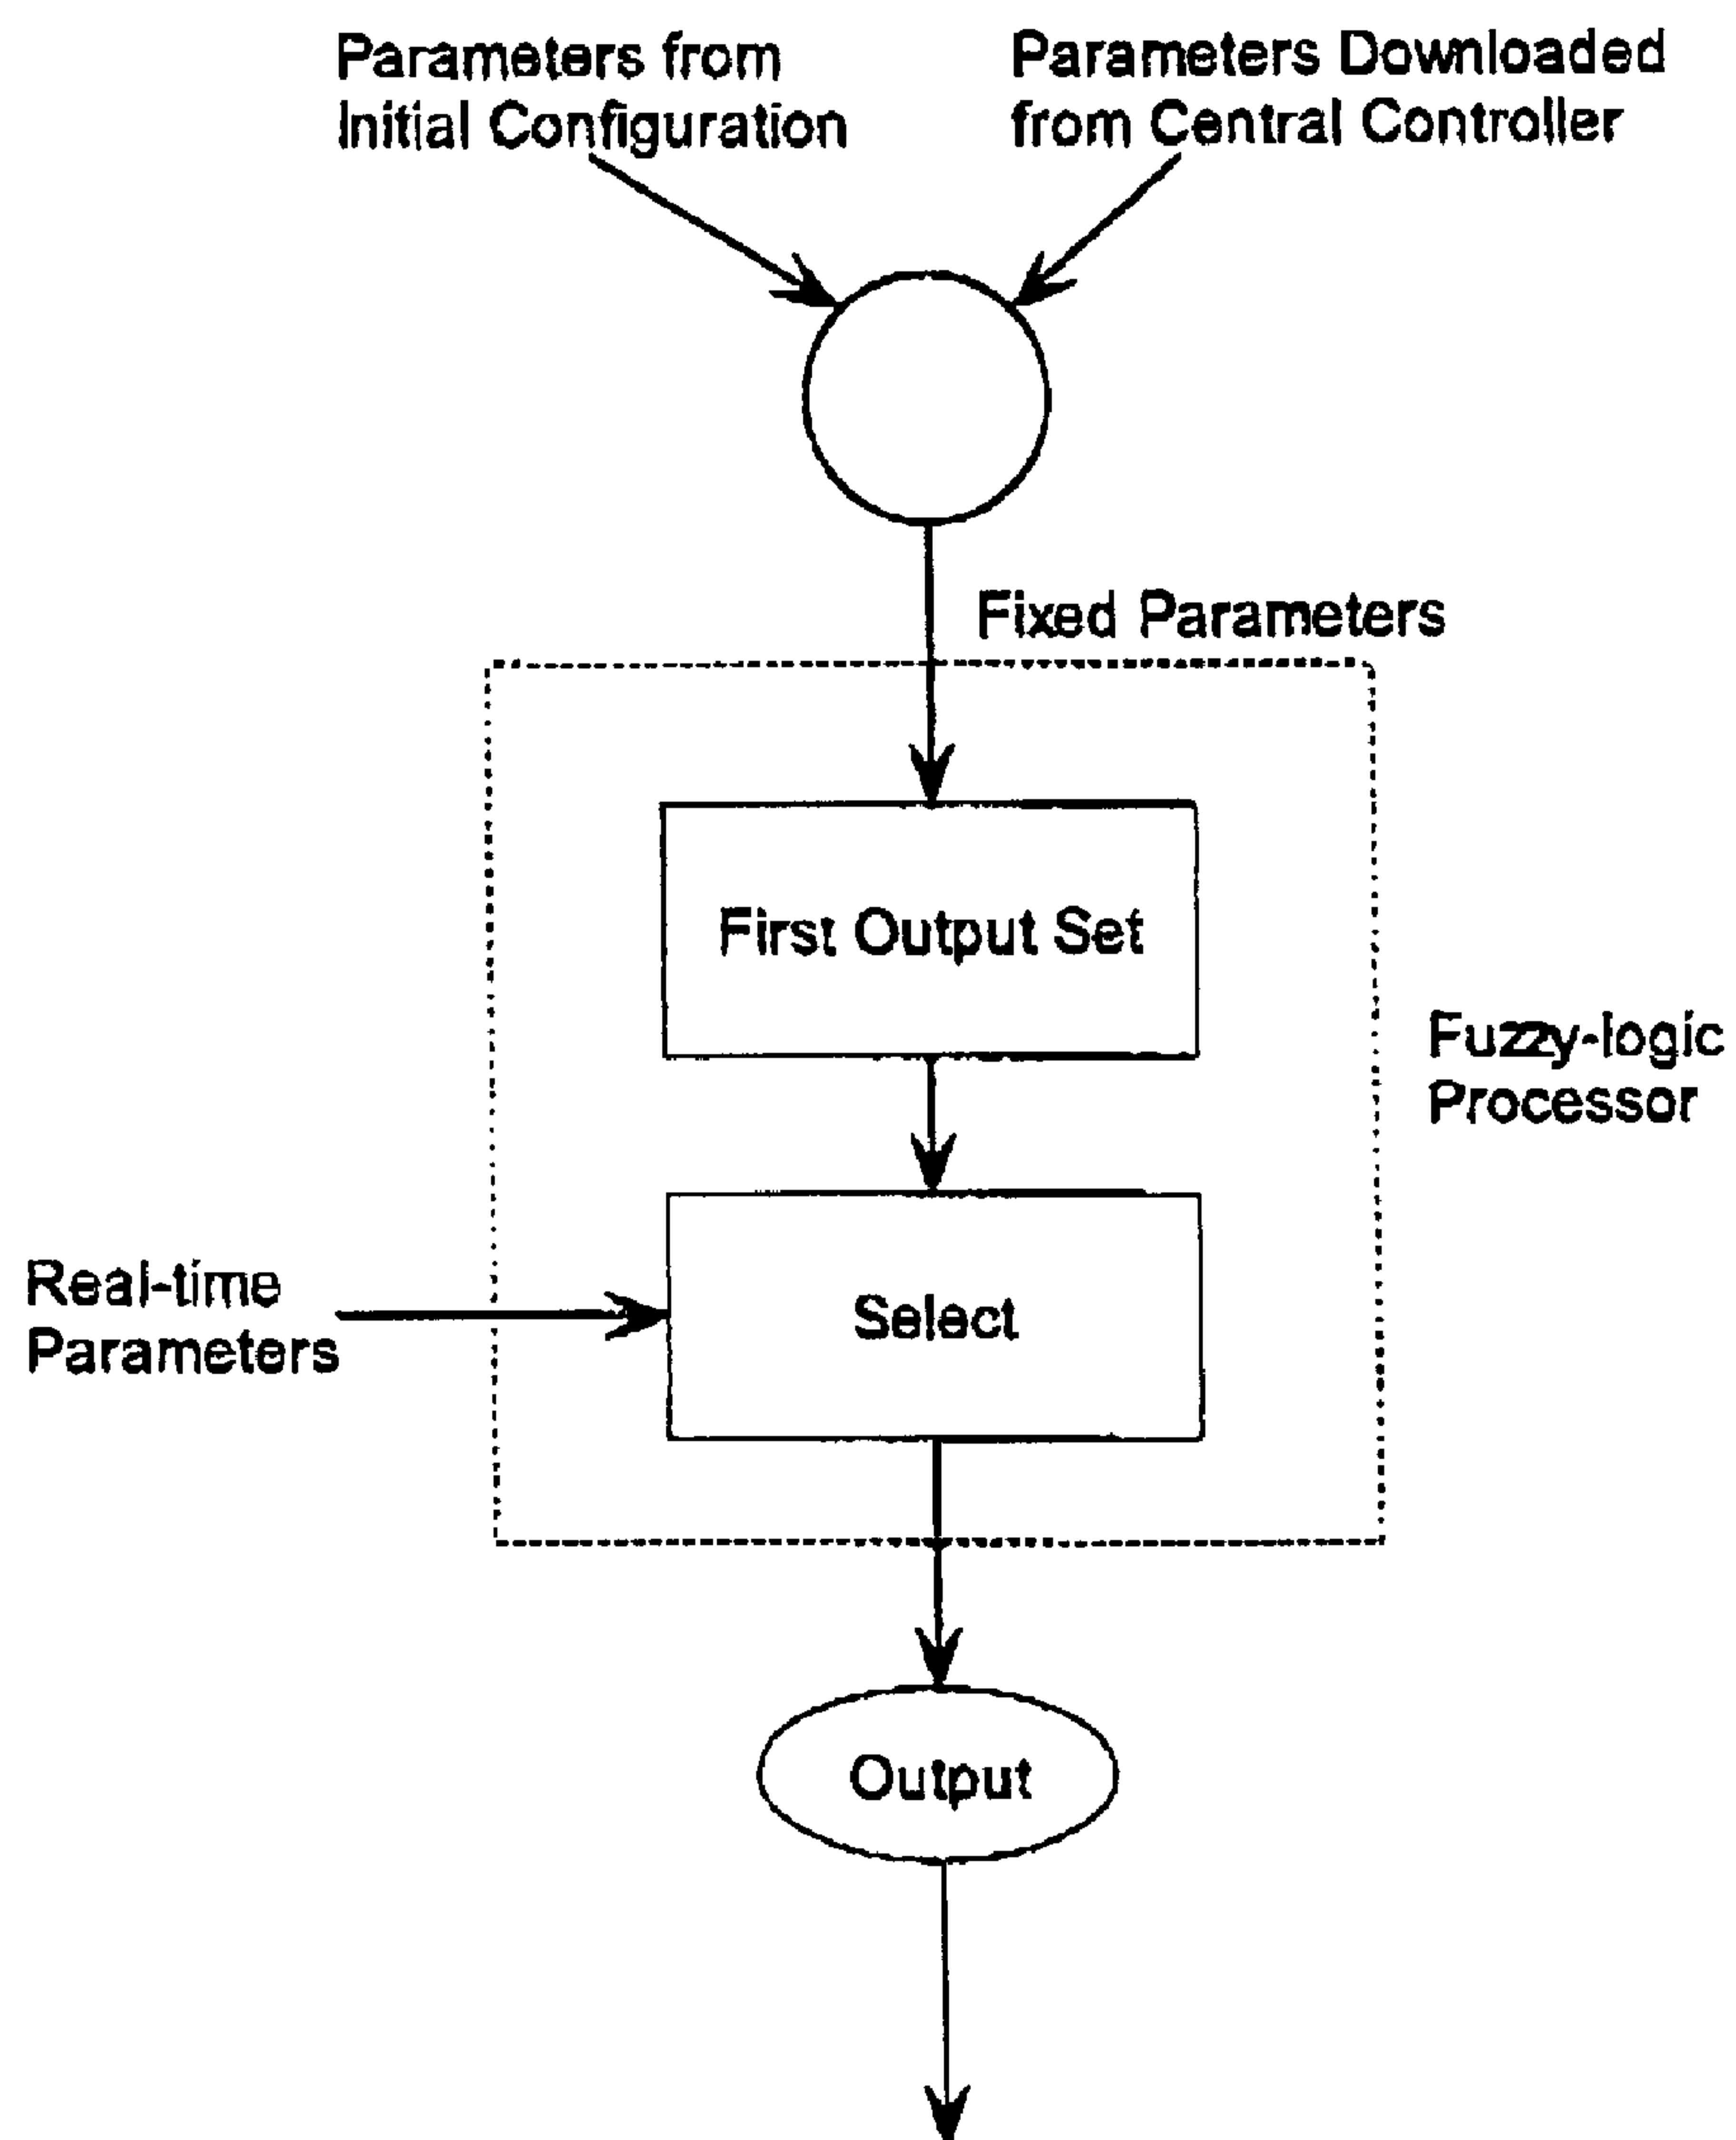 Parameters from
Initial Configuration
Parameters Downloaded
from Central Controller
Fixed Parameters
First Output Set
Fuzzy-logic
Processor
Real-time
Parameters
Select
Output